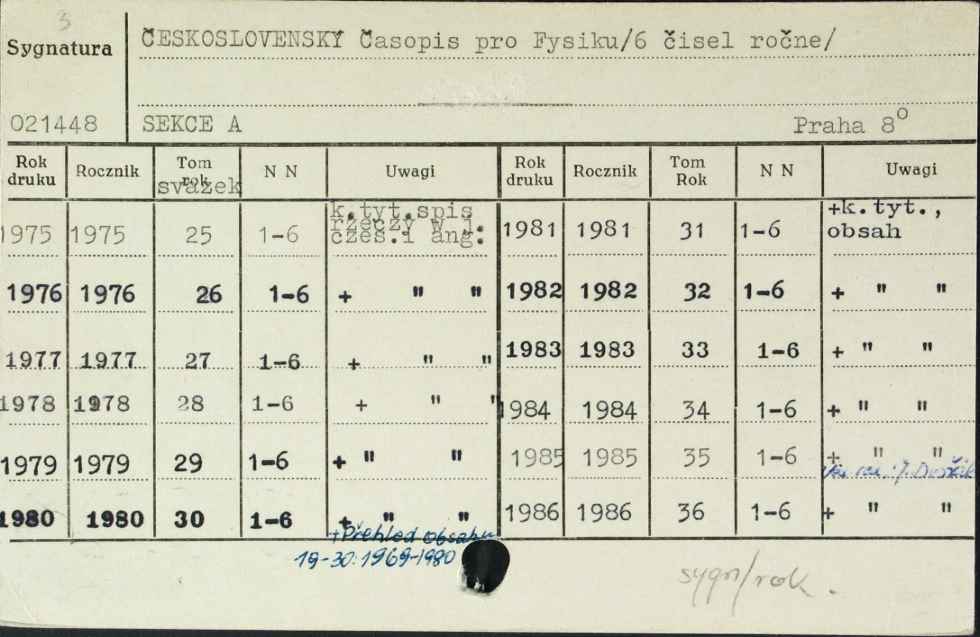 3
Sygnatura
ČESKOSLOVENSKÝ Časopis pro Fysiku/6 čisel ročne/
021448 SEKCE A Praha 8⁰
Rok druku Rocznik Tom rok svazek N N Uwagi Rok druku Rocznik Tom Rok N N Uwagi
1975 1975 25 1-6 k.tyt.spis rzeczy w j. czes.i ang. 1981 1981 31 1-6 +k.tyt., obsah
1976 1976 26 1-6 + " " 1982 1982 32 1-6 + " "
1977 1977 27 1-6 + " " 1983 1983 33 1-6 + " "
1978 1978 28 1-6 + " " 1984 1984 34 1-6 + " "
1979 1979 29 1-6 + " " 1985 1985 35 1-6 + " "
1980 1980 30 1-6 + " " 1986 1986 36 1-6 + " "
+Přehled obsahu
19-30:1969-1980
sygn/rok.